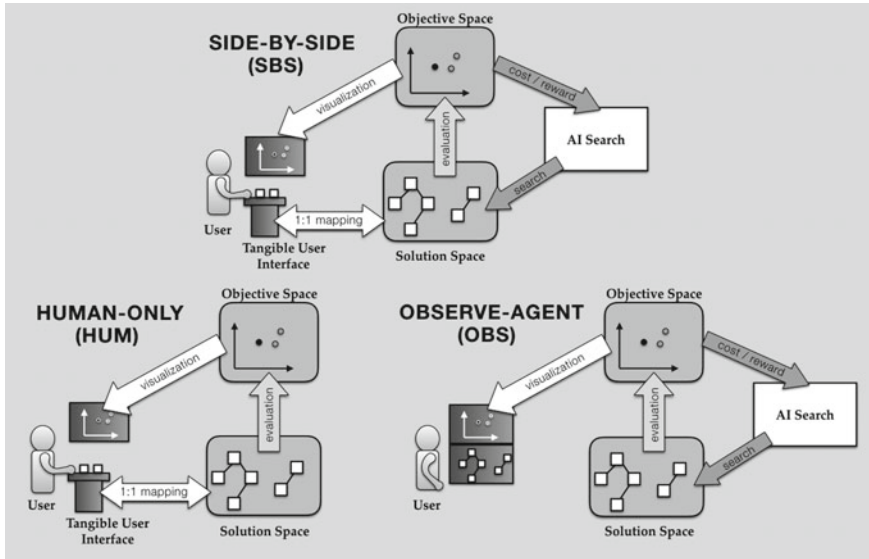 Objective Space
SIDE-BY-SIDE
(SBS)
visualization
cost / reward
evaluation
AI Search
search
1:1 mapping
User
Tangible User
Interface
Solution Space
HUMAN-ONLY
(HUM)
Objective Space
visualization
evaluation
1:1 mapping
User
Tangible User
Interface
Solution Space
OBSERVE-AGENT
(OBS)
Objective Space
visualization
cost / reward
evaluation
AI Search
search
User
Solution Space